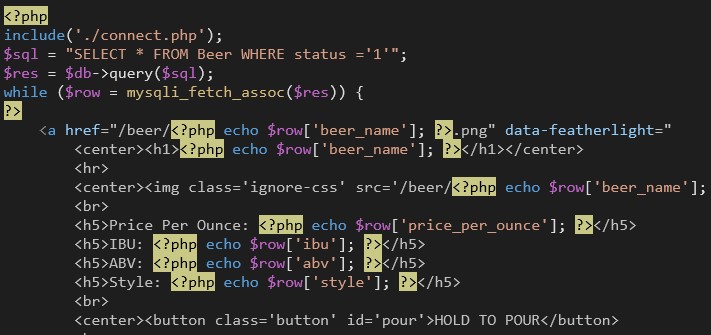 <?php
include('./connect.php');
$sql = "SELECT * FROM Beer WHERE status ='1'";
$res = $db->query($sql);
while ($row = mysqli_fetch_assoc($res)) {
?>
<a href="/beer/<?php echo $row['beer_name']; ?>.png" data-featherlight="
<center><h1><?php echo $row['beer_name']; ?></h1></center>
<hr>
<center><img class='ignore-css' src='/beer/<?php echo $row['beer_name'];
<br>
<h5>Price Per Ounce: <?php echo $row['price_per_ounce']; ?></h5>
<h5>IBU: <?php echo $row['ibu']; ?></h5>
<h5>ABV: <?php echo $row['abv']; ?></h5>
<h5>Style: <?php echo $row['style']; ?></h5>
<br>
<center><button class='button' id='pour'>HOLD TO POUR</button>